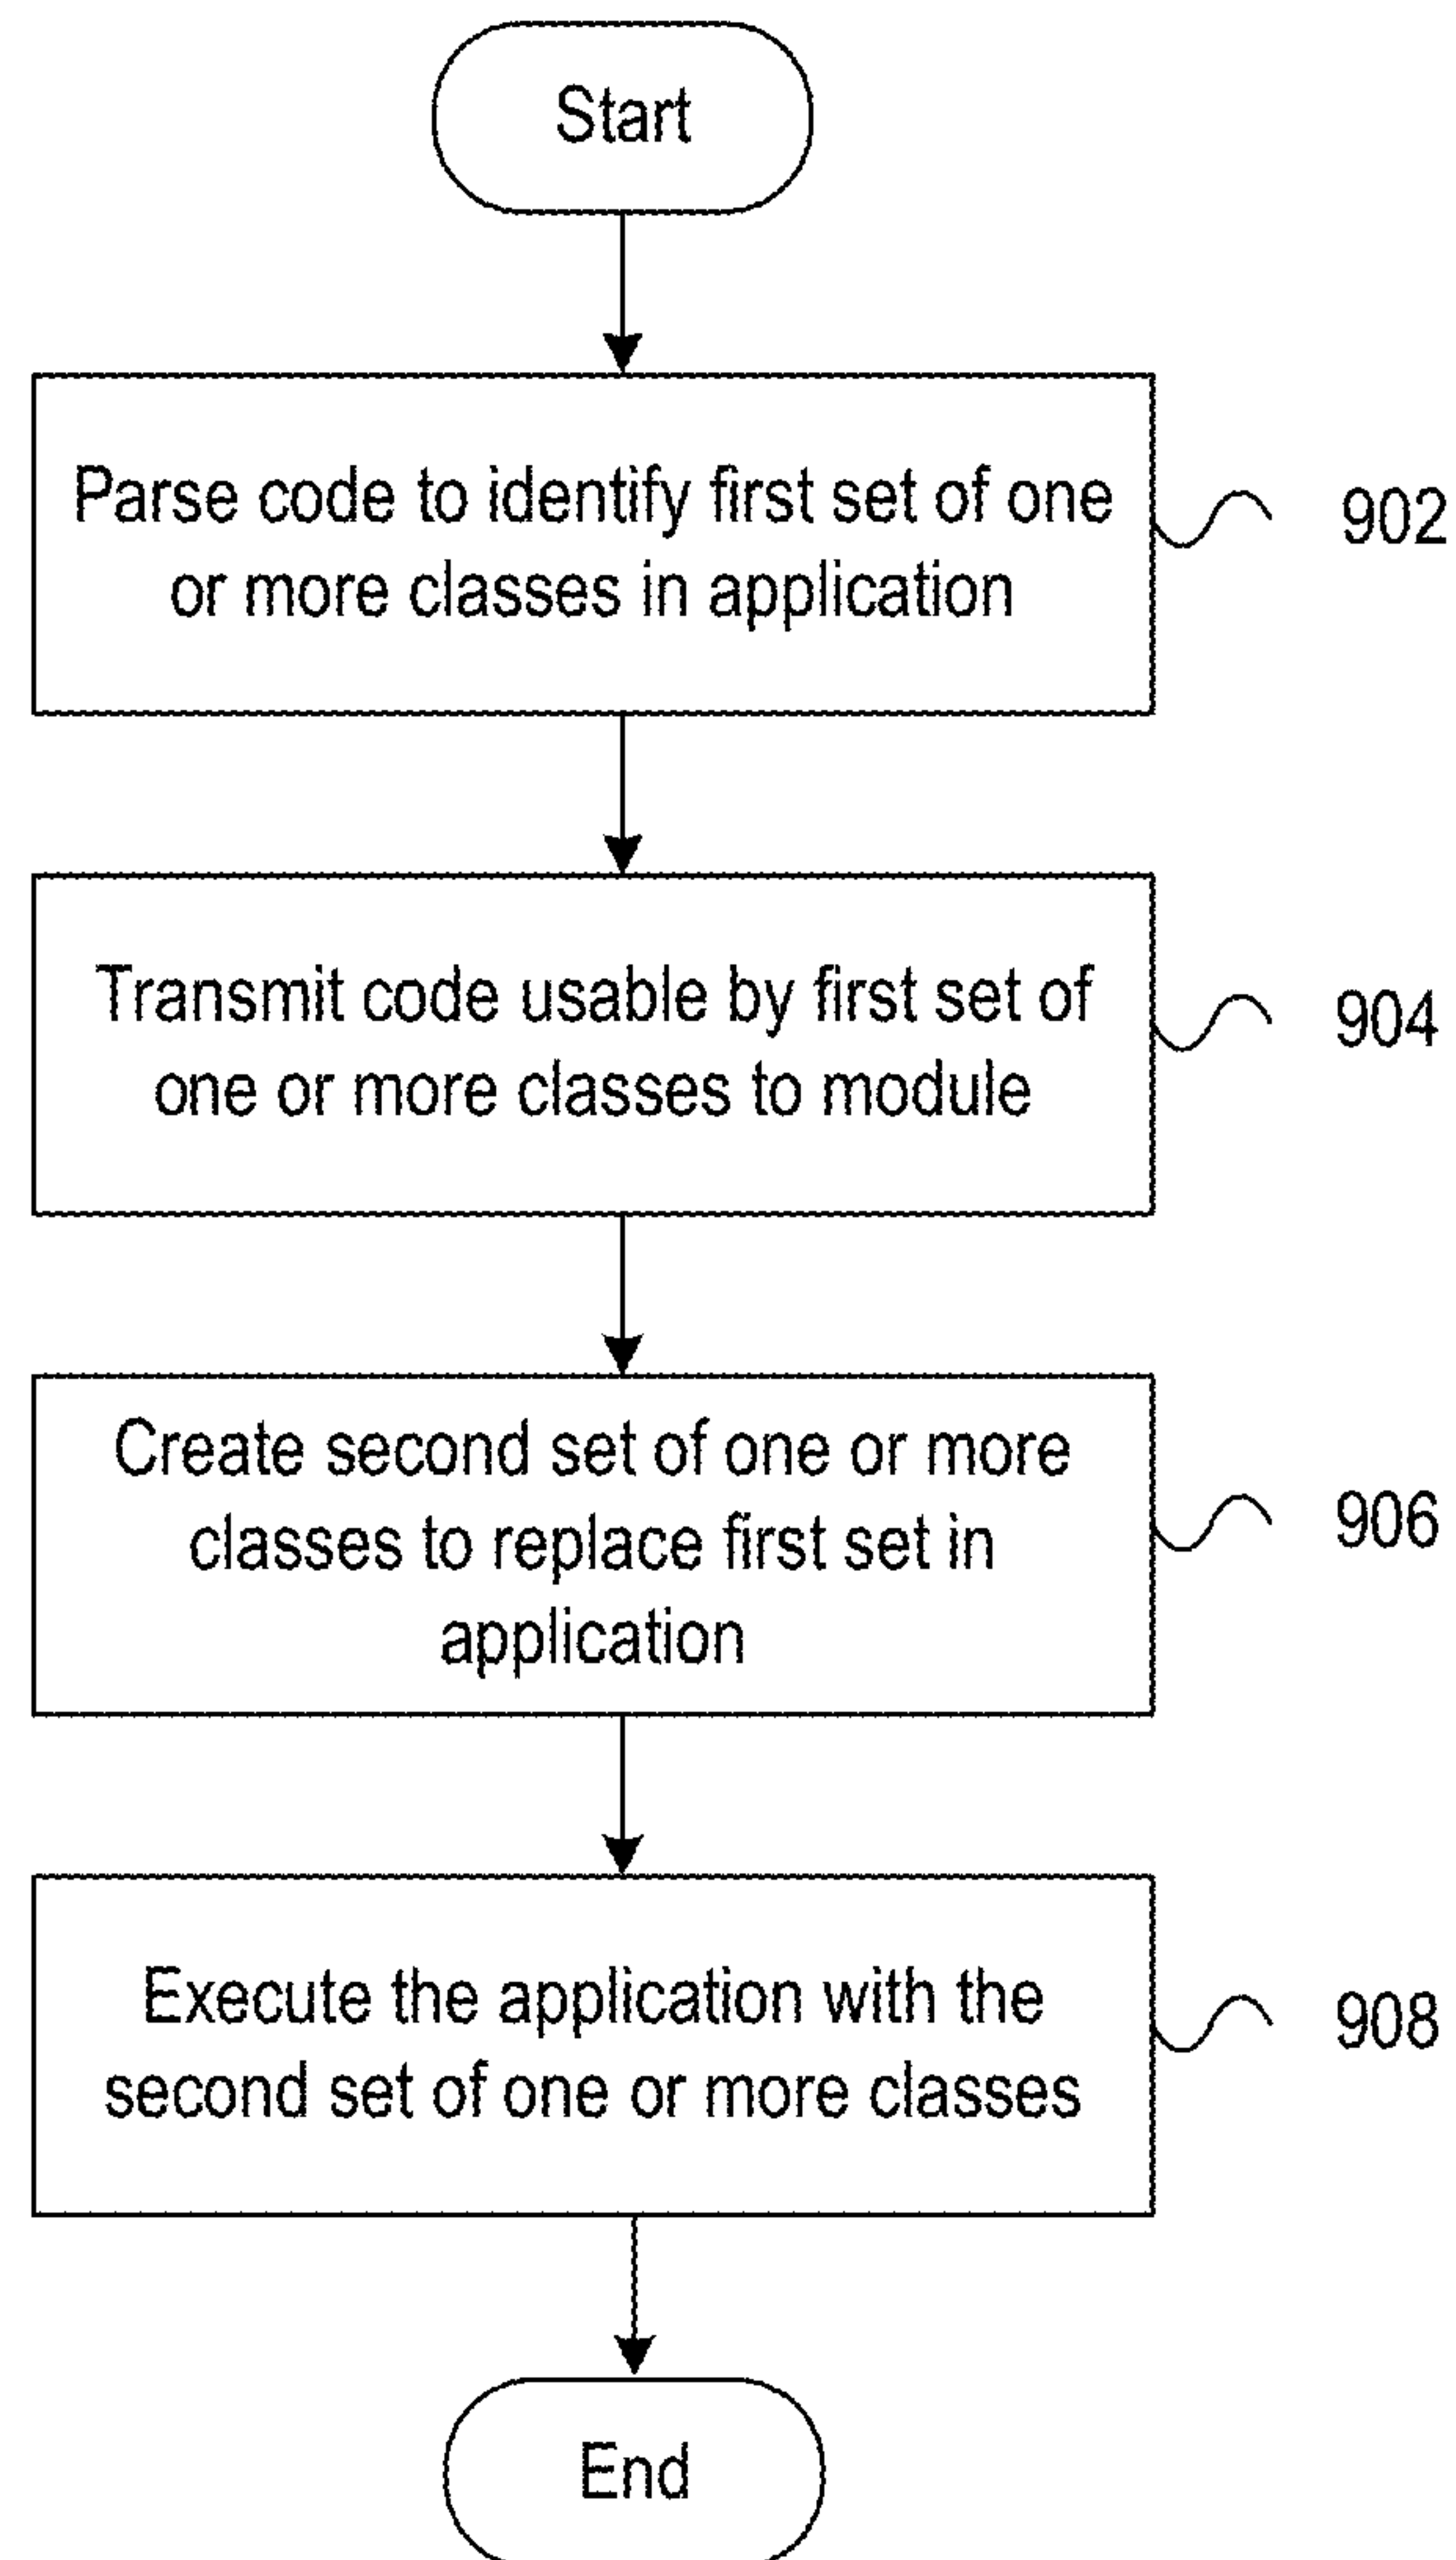 Start
Parse code to identify first set of one
or more classes in application
902
Transmit code usable by first set of
one or more classes to module
904
Create second set of one or more
classes to replace first set in
application
906
Execute the application with the
second set of one or more classes
908
End